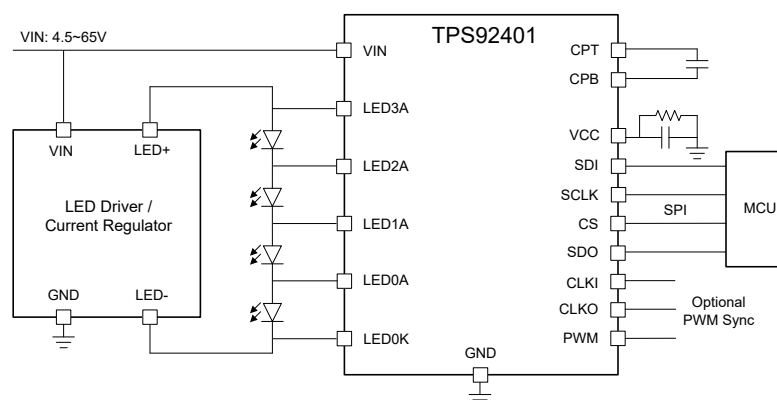 VIN: 4.5~65V
TPS92401
VIN
CPT
CPB
LED3A
VCC
VIN
LED+
LED2A
SDI
LED Driver /
Current Regulator
SCLK
SPI
MCU
LED1A
CS
SDO
GND
LED-
LED0A
CLKI
CLKO
Optional
PWM Sync
LED0K
PWM
GND